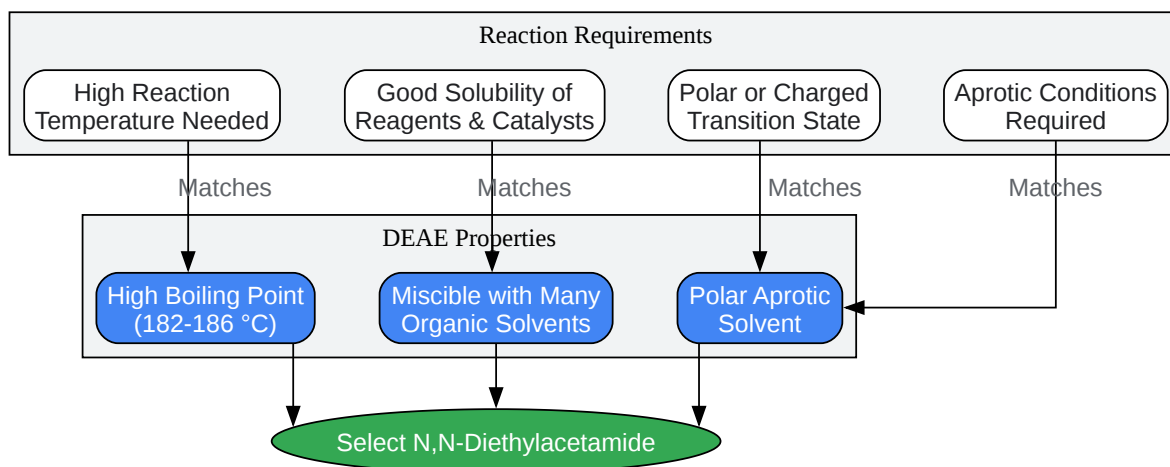 Reaction Requirements
High Reaction
Temperature Needed
Good Solubility of
Reagents & Catalysts
Polar or Charged
Transition State
Aprotic Conditions
Required
Matches
Matches
Matches
Matches
DEAE Properties
High Boiling Point
(182-186 °C)
Miscible with Many
Organic Solvents
Polar Aprotic
Solvent
Select N,N-Diethylacetamide